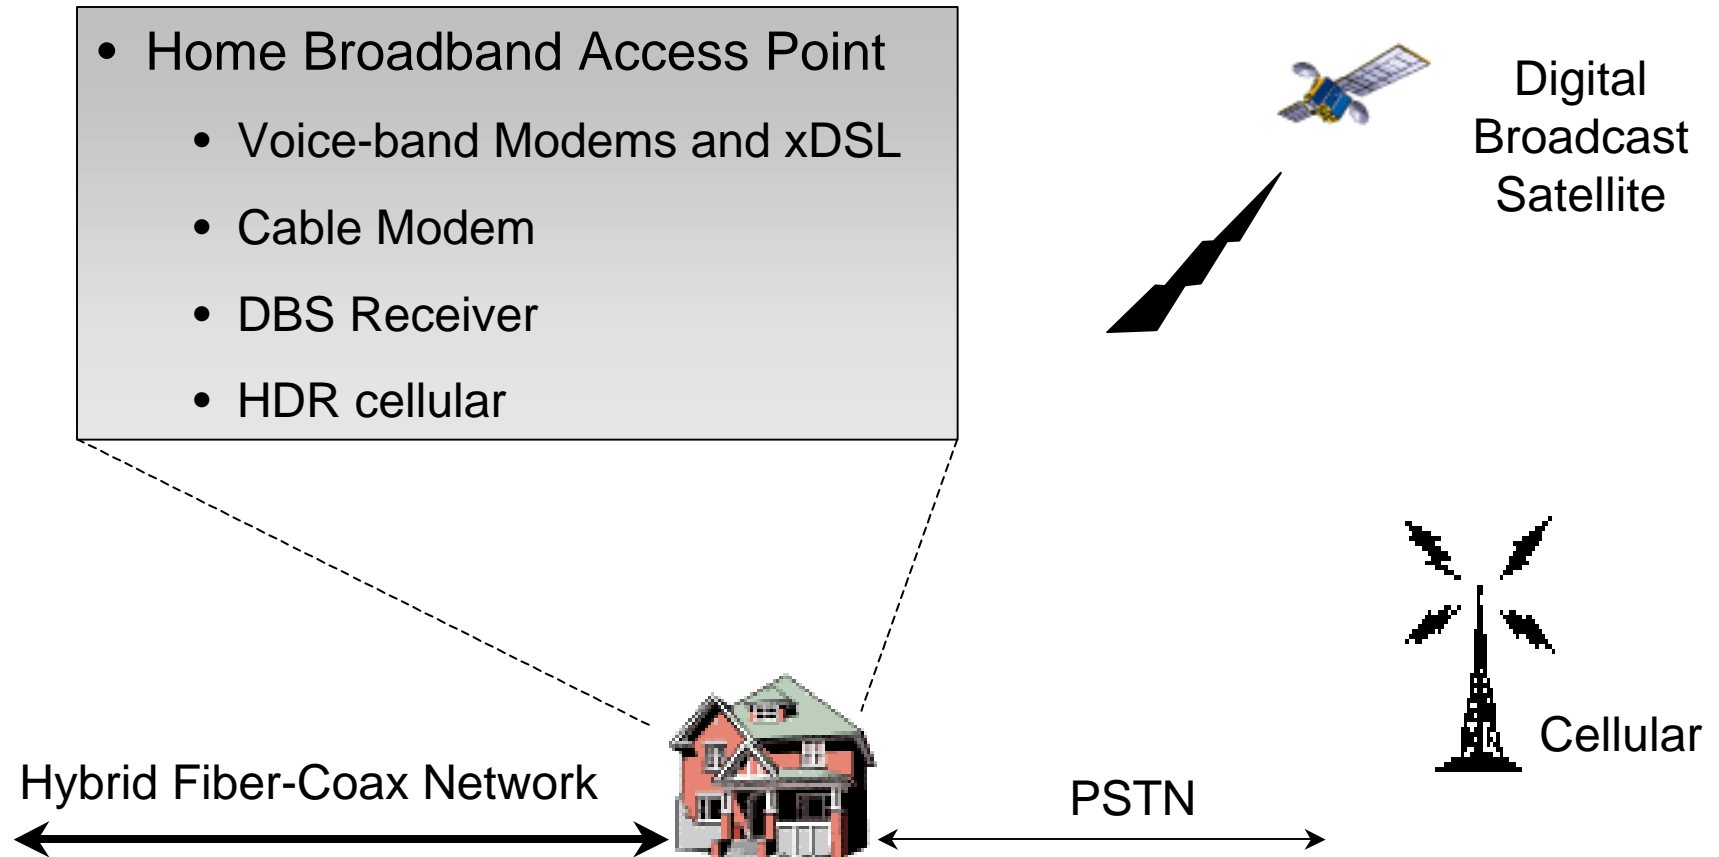 • Home Broadband Access Point
• Voice-band Modems and xDSL
• Cable Modem
• DBS Receiver
• HDR cellular
Digital
Broadcast
Satellite
Cellular
Hybrid Fiber-Coax Network
PSTN